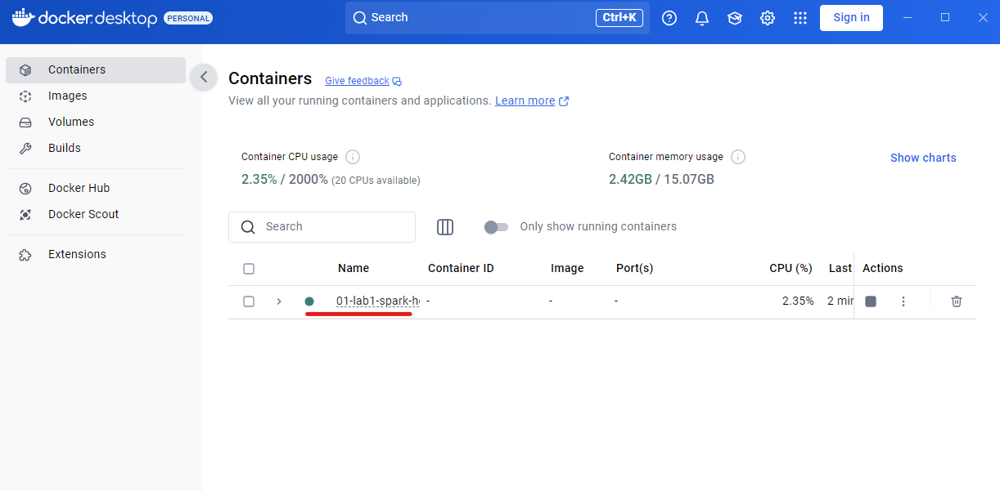 docker.desktop PERSONAL Search Ctrl+K Sign in
Containers
Images
Volumes
Builds
Docker Hub
Docker Scout
Extensions
Containers Give feedback
View all your running containers and applications. Learn more
Container CPU usage
2.35% / 2000% (20 CPUs available)
Container memory usage
2.42GB / 15.07GB
Show charts
Search Only show running containers
Name Container ID Image Port(s) CPU (%) Last Actions
01-lab1-spark-h - - - 2.35% 2 mi